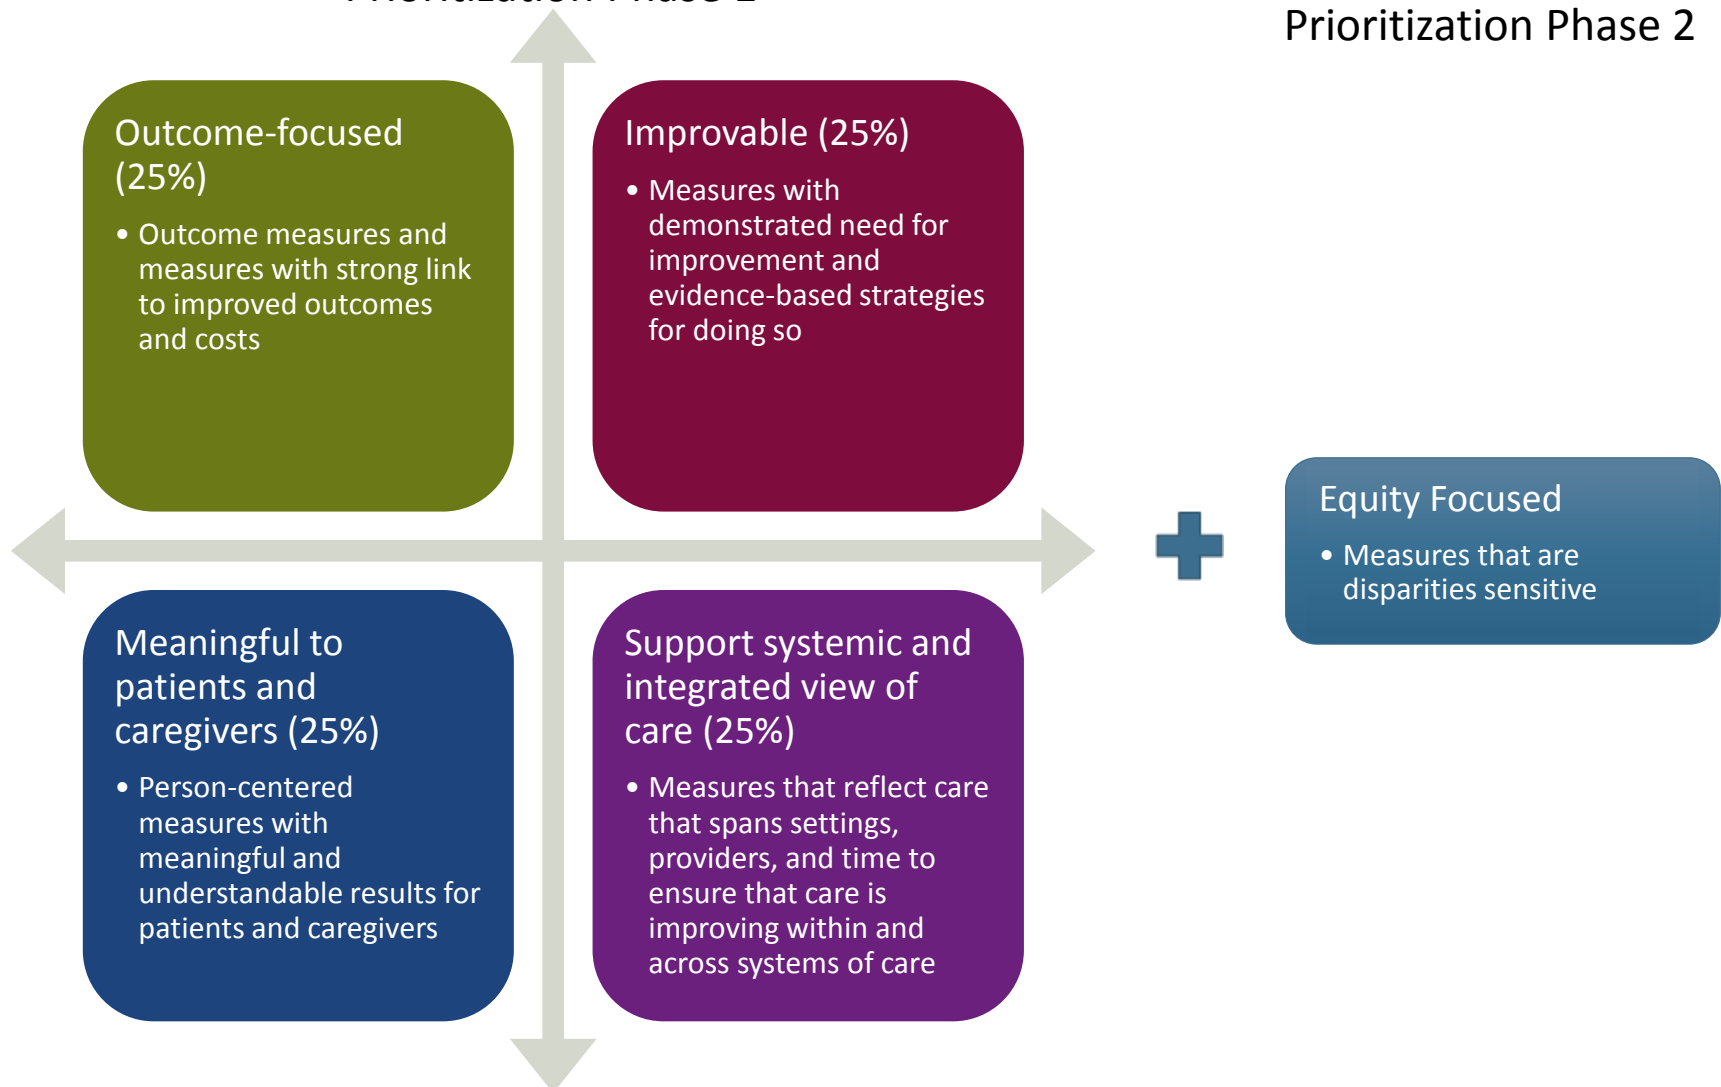 Prioritization Phase
Prioritization Phase 2
Outcome-focused
(25%)
• Outcome measures and
measures with strong link
to improved outcomes
and costs
Improvable (25%)
• Measures with
demonstrated need for
improvement and
evidence-based strategies
for doing so
Meaningful to
patients and
caregivers (25%)
• Person-centered
measures with
meaningful and
understandable results for
patients and caregivers
Support systemic and
integrated view of
care (25%)
• Measures that reflect care
that spans settings,
providers, and time to
ensure that care is
improving within and
across systems of care
Equity Focused
• Measures that are
disparities sensitive